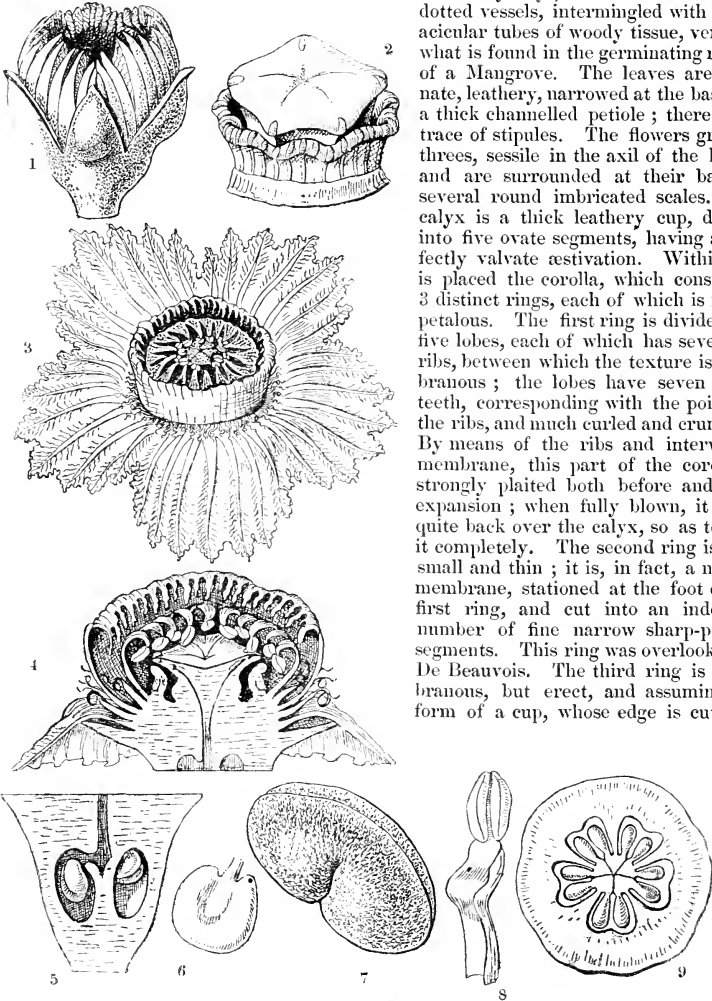 dotted vessels, intermingled with
acicular tubes of woody tissue, ver
what is found in the germinating r
of a Mangrove. The leaves are
nate, leathery, narrowed at the ba
a thick channelled petiole ; there
trace of stipules. The flowers gr
threes, sessile in the axil of the l
and are surrounded at their ba
several round imbricated scales.
calyx is a thick leathery cup, d
into five ovate segments, having a
fectly valvate æstivation. Withi
is placed the corolla, which cons
3 distinct rings, each of which is
petalous. The first ring is divide
five lobes, each of which has seve
ribs, between which the texture is
branous ; the lobes have seven
teeth, corresponding with the poi
the ribs, and much curled and crun
By means of the ribs and interv
membrane, this part of the coro
strongly plaited both before and
expansion ; when fully blown, it
quite back over the calyx, so as t
it completely. The second ring is
small and thin ; it is, in fact, a n
membrane, stationed at the foot o
first ring, and cut into an inde
number of fine narrow sharp-p
segments. This ring was overlook
De Beauvois. The third ring is
branous, but erect, and assumin
form of a cup, whose edge is cu
1
2
3
4
5
6
7
8
9